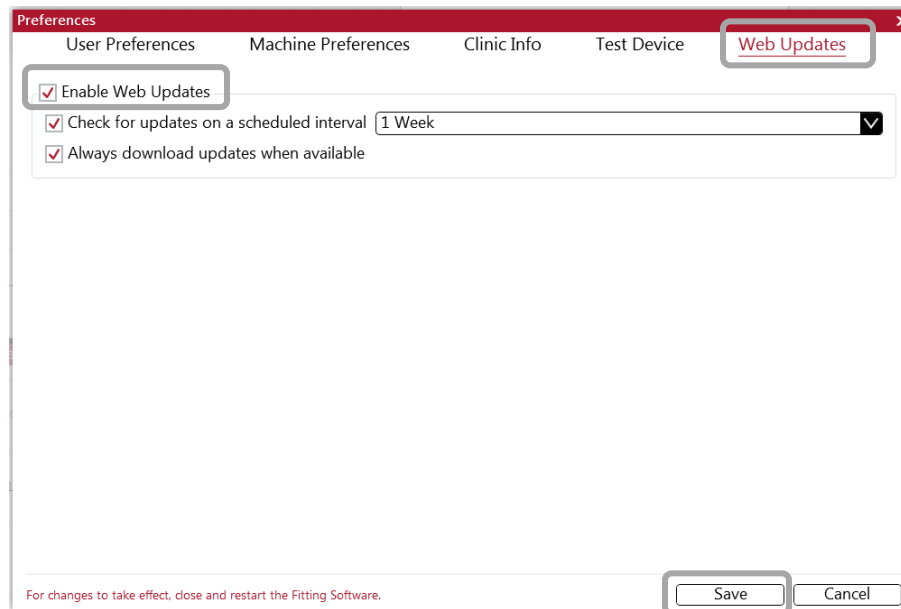 Preferences
User Preferences Machine Preferences Clinic Info Test Device Web Updates
Enable Web Updates
Check for updates on a scheduled interval 1 Week
Always download updates when available
For changes to take effect, close and restart the Fitting Software. Save Cancel